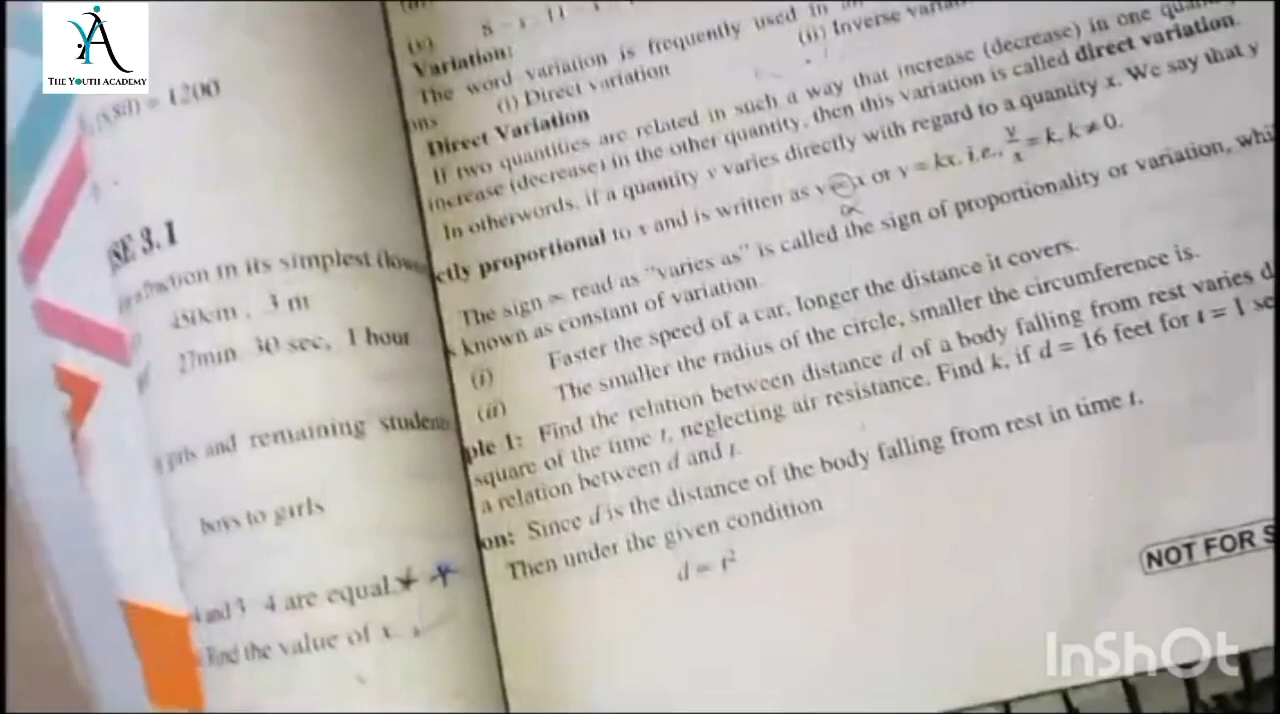 THE YOUTH ACADEMY
= 1200
SE 3.1
fraction in its simplest
450cm , 3 m
27min 30 sec, 1 hour
girls and remaining students
boys to girls
4 are equal.
Find the value of x
(v) 8 – x
Variation:
The word variation is frequently used in
(i) Direct variation (ii) Inverse
Direct Variation
If two quantities are related in such a way that increase (decrease) in one
increase (decrease) in the other quantity, then this variation is called direct variation.
In otherwords, if a quantity y varies directly with regard to a quantity x. We say that y
ctly proportional to x and is written as y ∝ x or y = kx, i.e., y/x = k, k ≠ 0.
∝
The sign ∝ read as "varies as" is called the sign of proportionality or variation,
known as constant of variation.
(i) Faster the speed of a car, longer the distance it covers.
(ii) The smaller the radius of the circle, smaller the circumference is.
ple 1: Find the relation between distance d of a body falling from rest varies d
square of the time t, neglecting air resistance. Find k, if d = 16 feet for t = 1
a relation between d and t.
on: Since d is the distance of the body falling from rest in time t.
Then under the given condition
d ∝ t²
NOT FOR S
InShOt